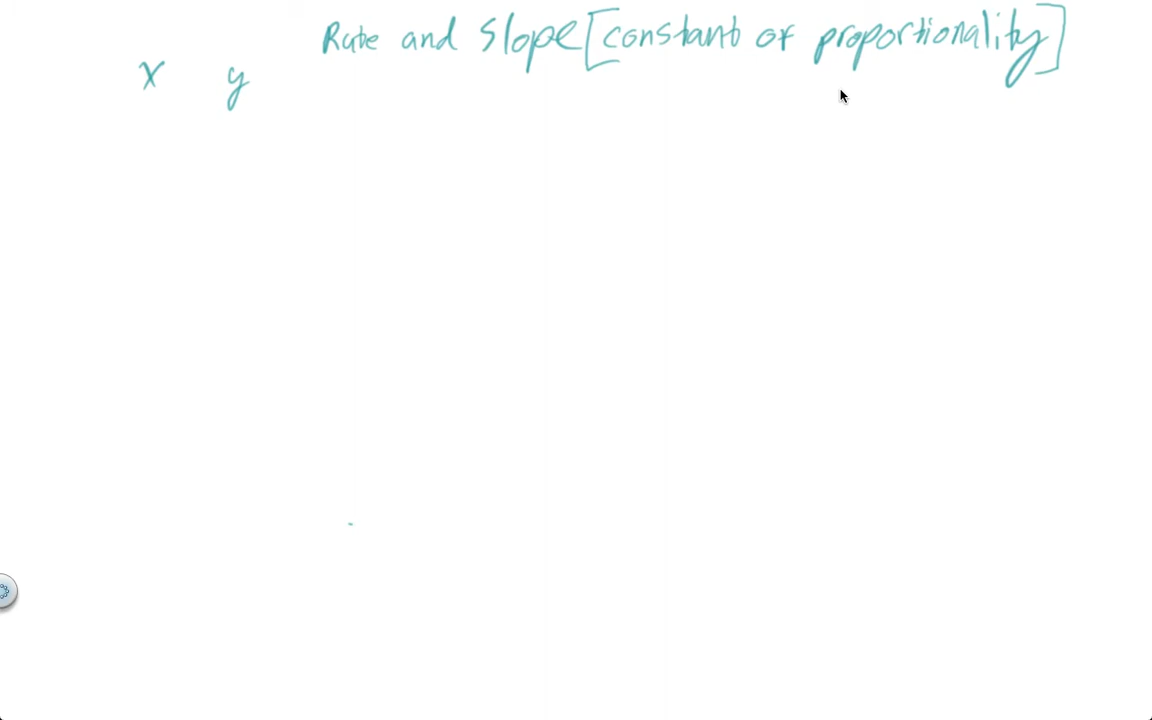 Rate and Slope [constant of proportionality]
x y